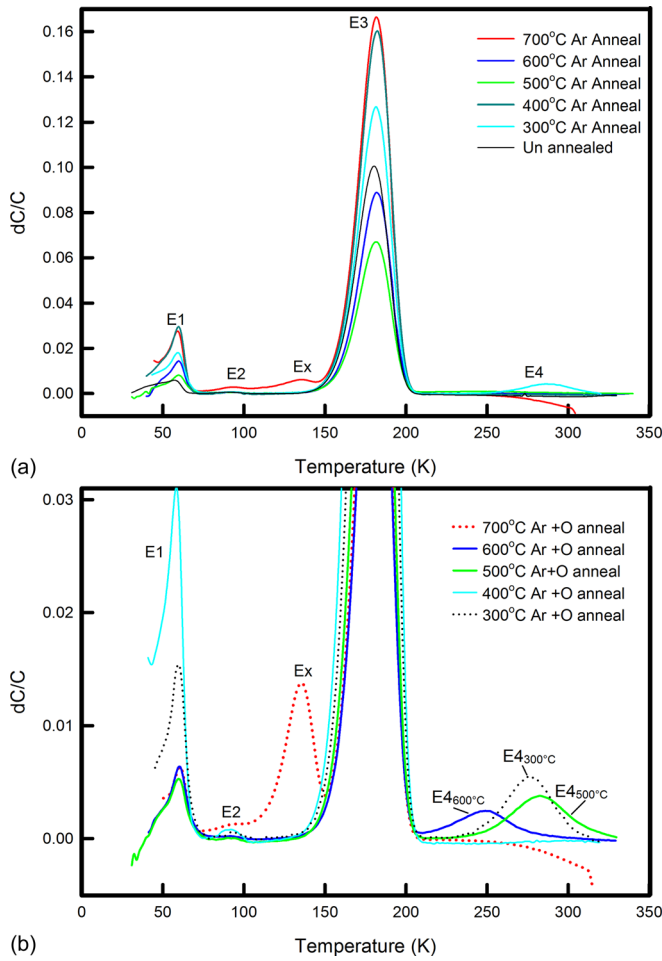 E3
E1
E2
Ex
E4
700°C Ar Anneal
600°C Ar Anneal
500°C Ar Anneal
400°C Ar Anneal
300°C Ar Anneal
Un annealed
dC/C
0.16
0.14
0.12
0.10
0.08
0.06
0.04
0.02
0.00
0
50
100
150
200
250
300
350
Temperature (K)
(a)
E1
E2
Ex
E4600°C
E4300°C
E4500°C
700°C Ar +O anneal
600°C Ar +O anneal
500°C Ar+O anneal
400°C Ar +O anneal
300°C Ar +O anneal
dC/C
0.03
0.02
0.01
0.00
0
50
100
150
200
250
300
350
Temperature (K)
(b)